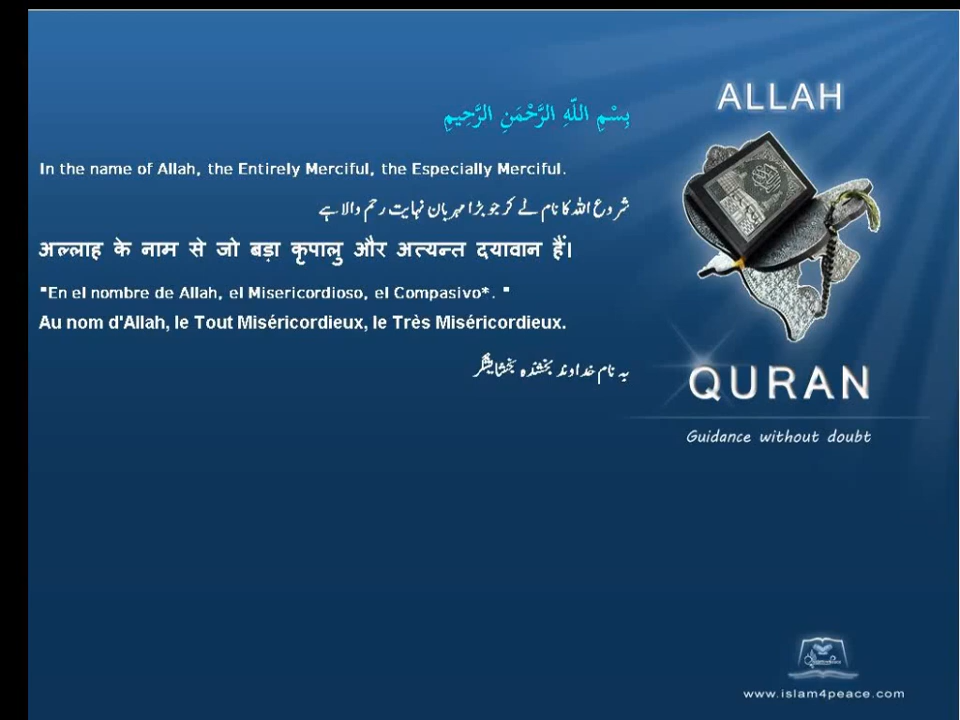 بِسْمِ اللَّهِ الرَّحْمَنِ الرَّحِيمِ
In the name of Allah, the Entirely Merciful, the Especially Merciful.
شروع الله کا نام لے کر جو بڑا مہربان نہایت رحم والا ہے
अल्लाह के नाम से जो बड़ा कृपालु और अत्यन्त दयावान हैं।
"En el nombre de Allah, el Misericordioso, el Compasivo*. "
Au nom d'Allah, le Tout Miséricordieux, le Très Miséricordieux.
به نام خداوند بخشنده بخشایشگر
ALLAH
QURAN
Guidance without doubt
www.islam4peace.com